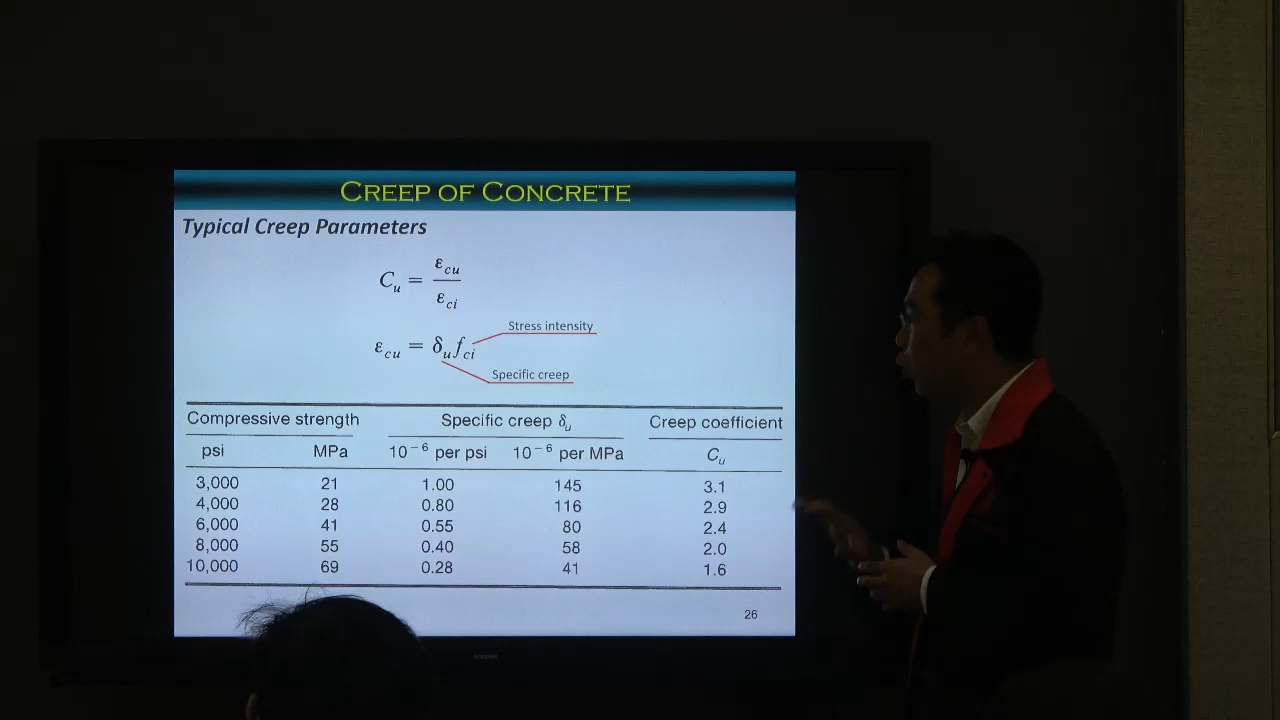 CREEP OF CONCRETE
Typical Creep Parameters
C_u = ε_cu / ε_ci
Stress intensity
ε_cu = δ_u f_ci
Specific creep
Compressive strength Specific creep δ_u Creep coefficient
psi MPa 10⁻⁶ per psi 10⁻⁶ per MPa C_u
3,000 21 1.00 145 3.1
4,000 28 0.80 116 2.9
6,000 41 0.55 80 2.4
8,000 55 0.40 58 2.0
10,000 69 0.28 41 1.6
26